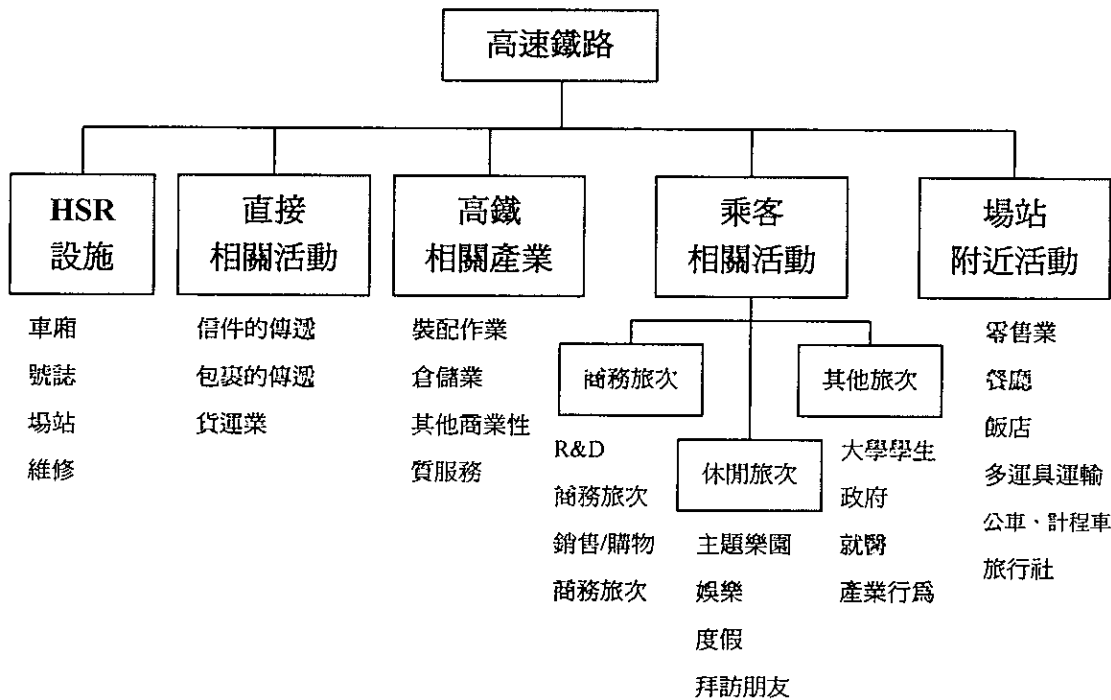 高速鐵路
HSR
設施
車廂
號誌
場站
維修
直接
相關活動
信件的傳遞
包裹的傳遞
貨運業
高鐵
相關產業
裝配作業
倉儲業
其他商業性
質服務
乘客
相關活動
商務旅次
R&D
商務旅次
銷售/購物
商務旅次
休閒旅次
主題樂園
娛樂
度假
拜訪朋友
其他旅次
大學學生
政府
就醫
產業行為
場站
附近活動
零售業
餐廳
飯店
多運具運輸
公車、計程車
旅行社